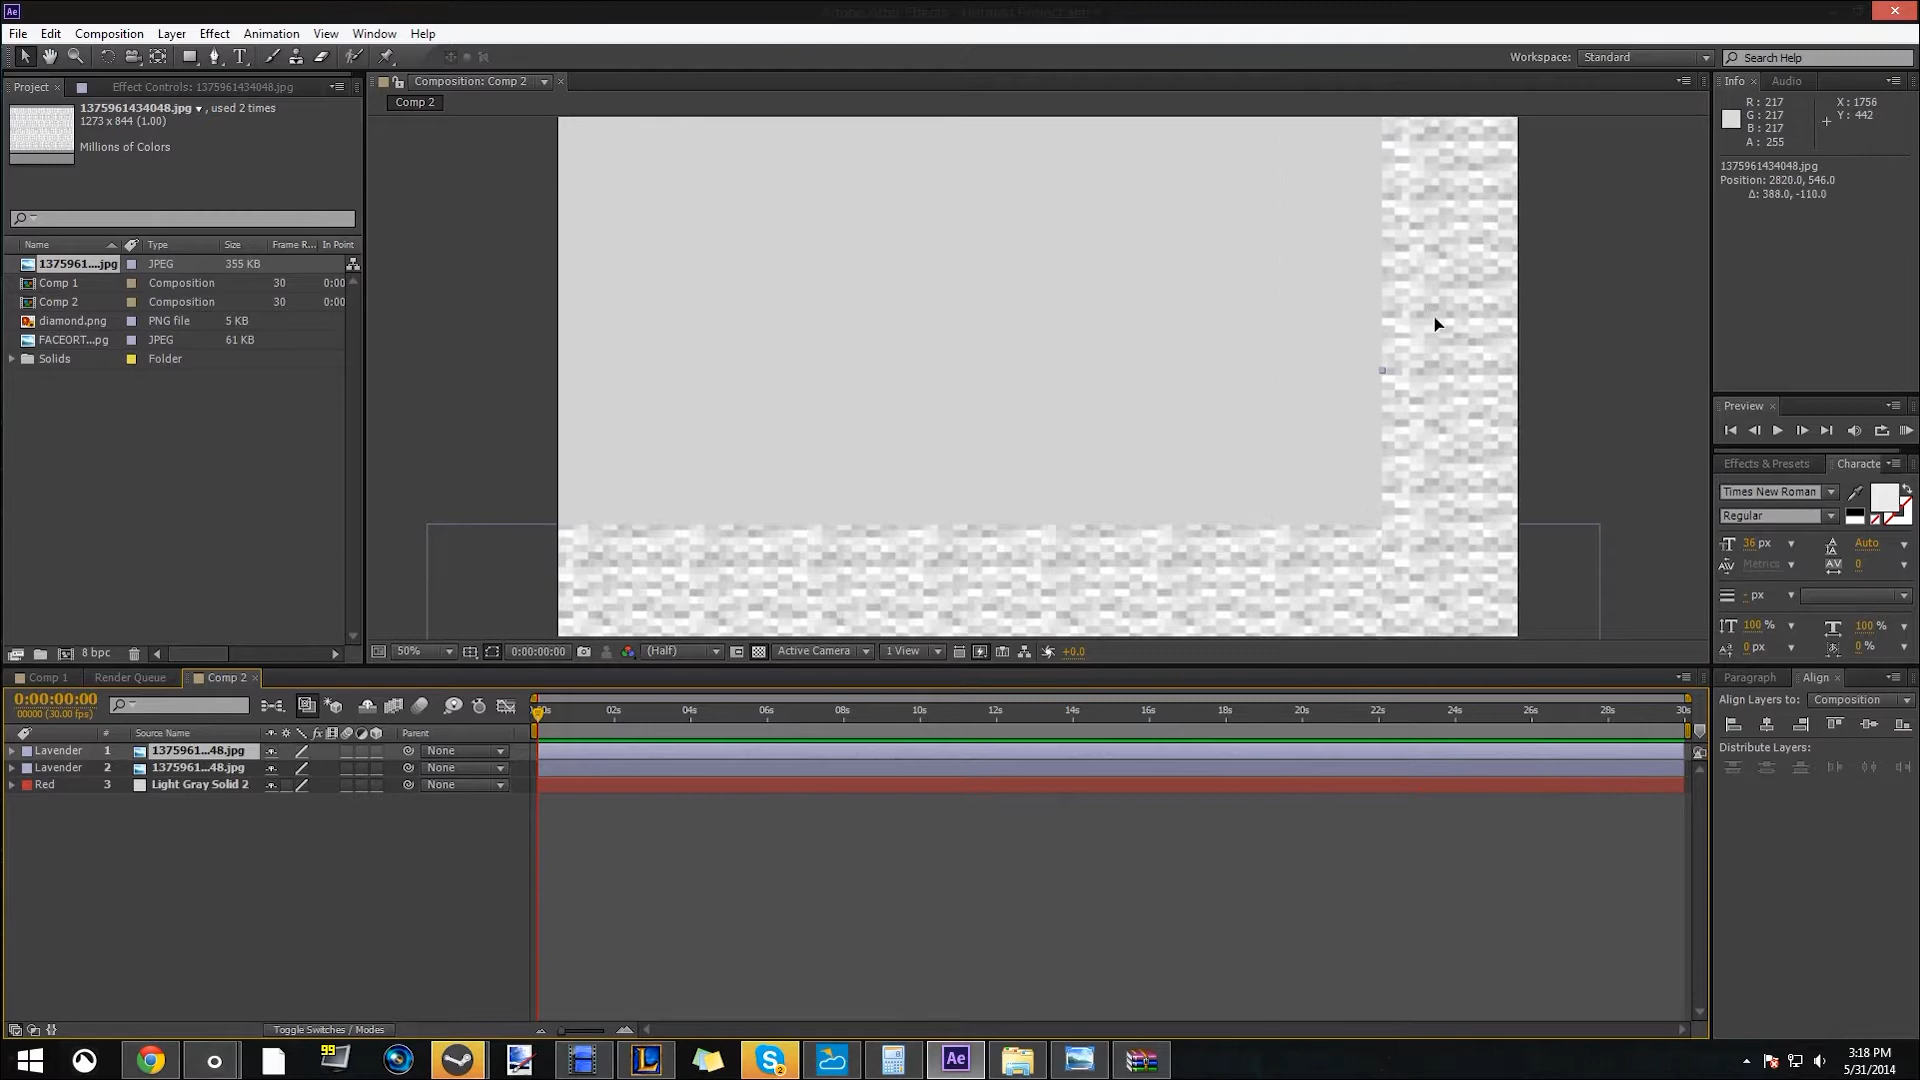 Ae
File Edit Composition Layer Effect Animation View Window Help
Workspace: Standard Search Help
Project Effect Controls: 1375961434048.jpg
1375961434048.jpg , used 2 times
1273 x 844 (1.00)
Millions of Colors
Name Type Size Frame R... In Point
1375961....jpg JPEG 355 KB
Comp 1 Composition 30 0:00
Comp 2 Composition 30 0:00
diamond.png PNG file 5 KB
FACEORT...pg JPEG 61 KB
Solids Folder
8 bpc
Composition: Comp 2
Comp 2
50% 0:00:00:00 (Half) Active Camera 1 View +0.0
Info Audio
R: 217 X: 1756
G: 217 Y: 442
B: 217
A: 255
1375961434048.jpg
Position: 2820.0, 546.0
Δ: 388.0, -110.0
Preview
Effects & Presets Characte
Times New Roman
Regular
36 px Auto
Metrics 0
- px
100 % 100 %
0 px 0 %
Paragraph Align
Align Layers to: Composition
Distribute Layers:
Comp 1 Render Queue Comp 2
0:00:00:00
00000 (30.00 fps)
02s 04s 06s 08s 10s 12s 14s 16s 18s 20s 22s 24s 26s 28s 30s
# Source Name Parent
Lavender 1 1375961...48.jpg None
Lavender 2 1375961...48.jpg None
Red 3 Light Gray Solid 2 None
Toggle Switches / Modes
99
L
S 2
Ae
3:18 PM
5/31/2014